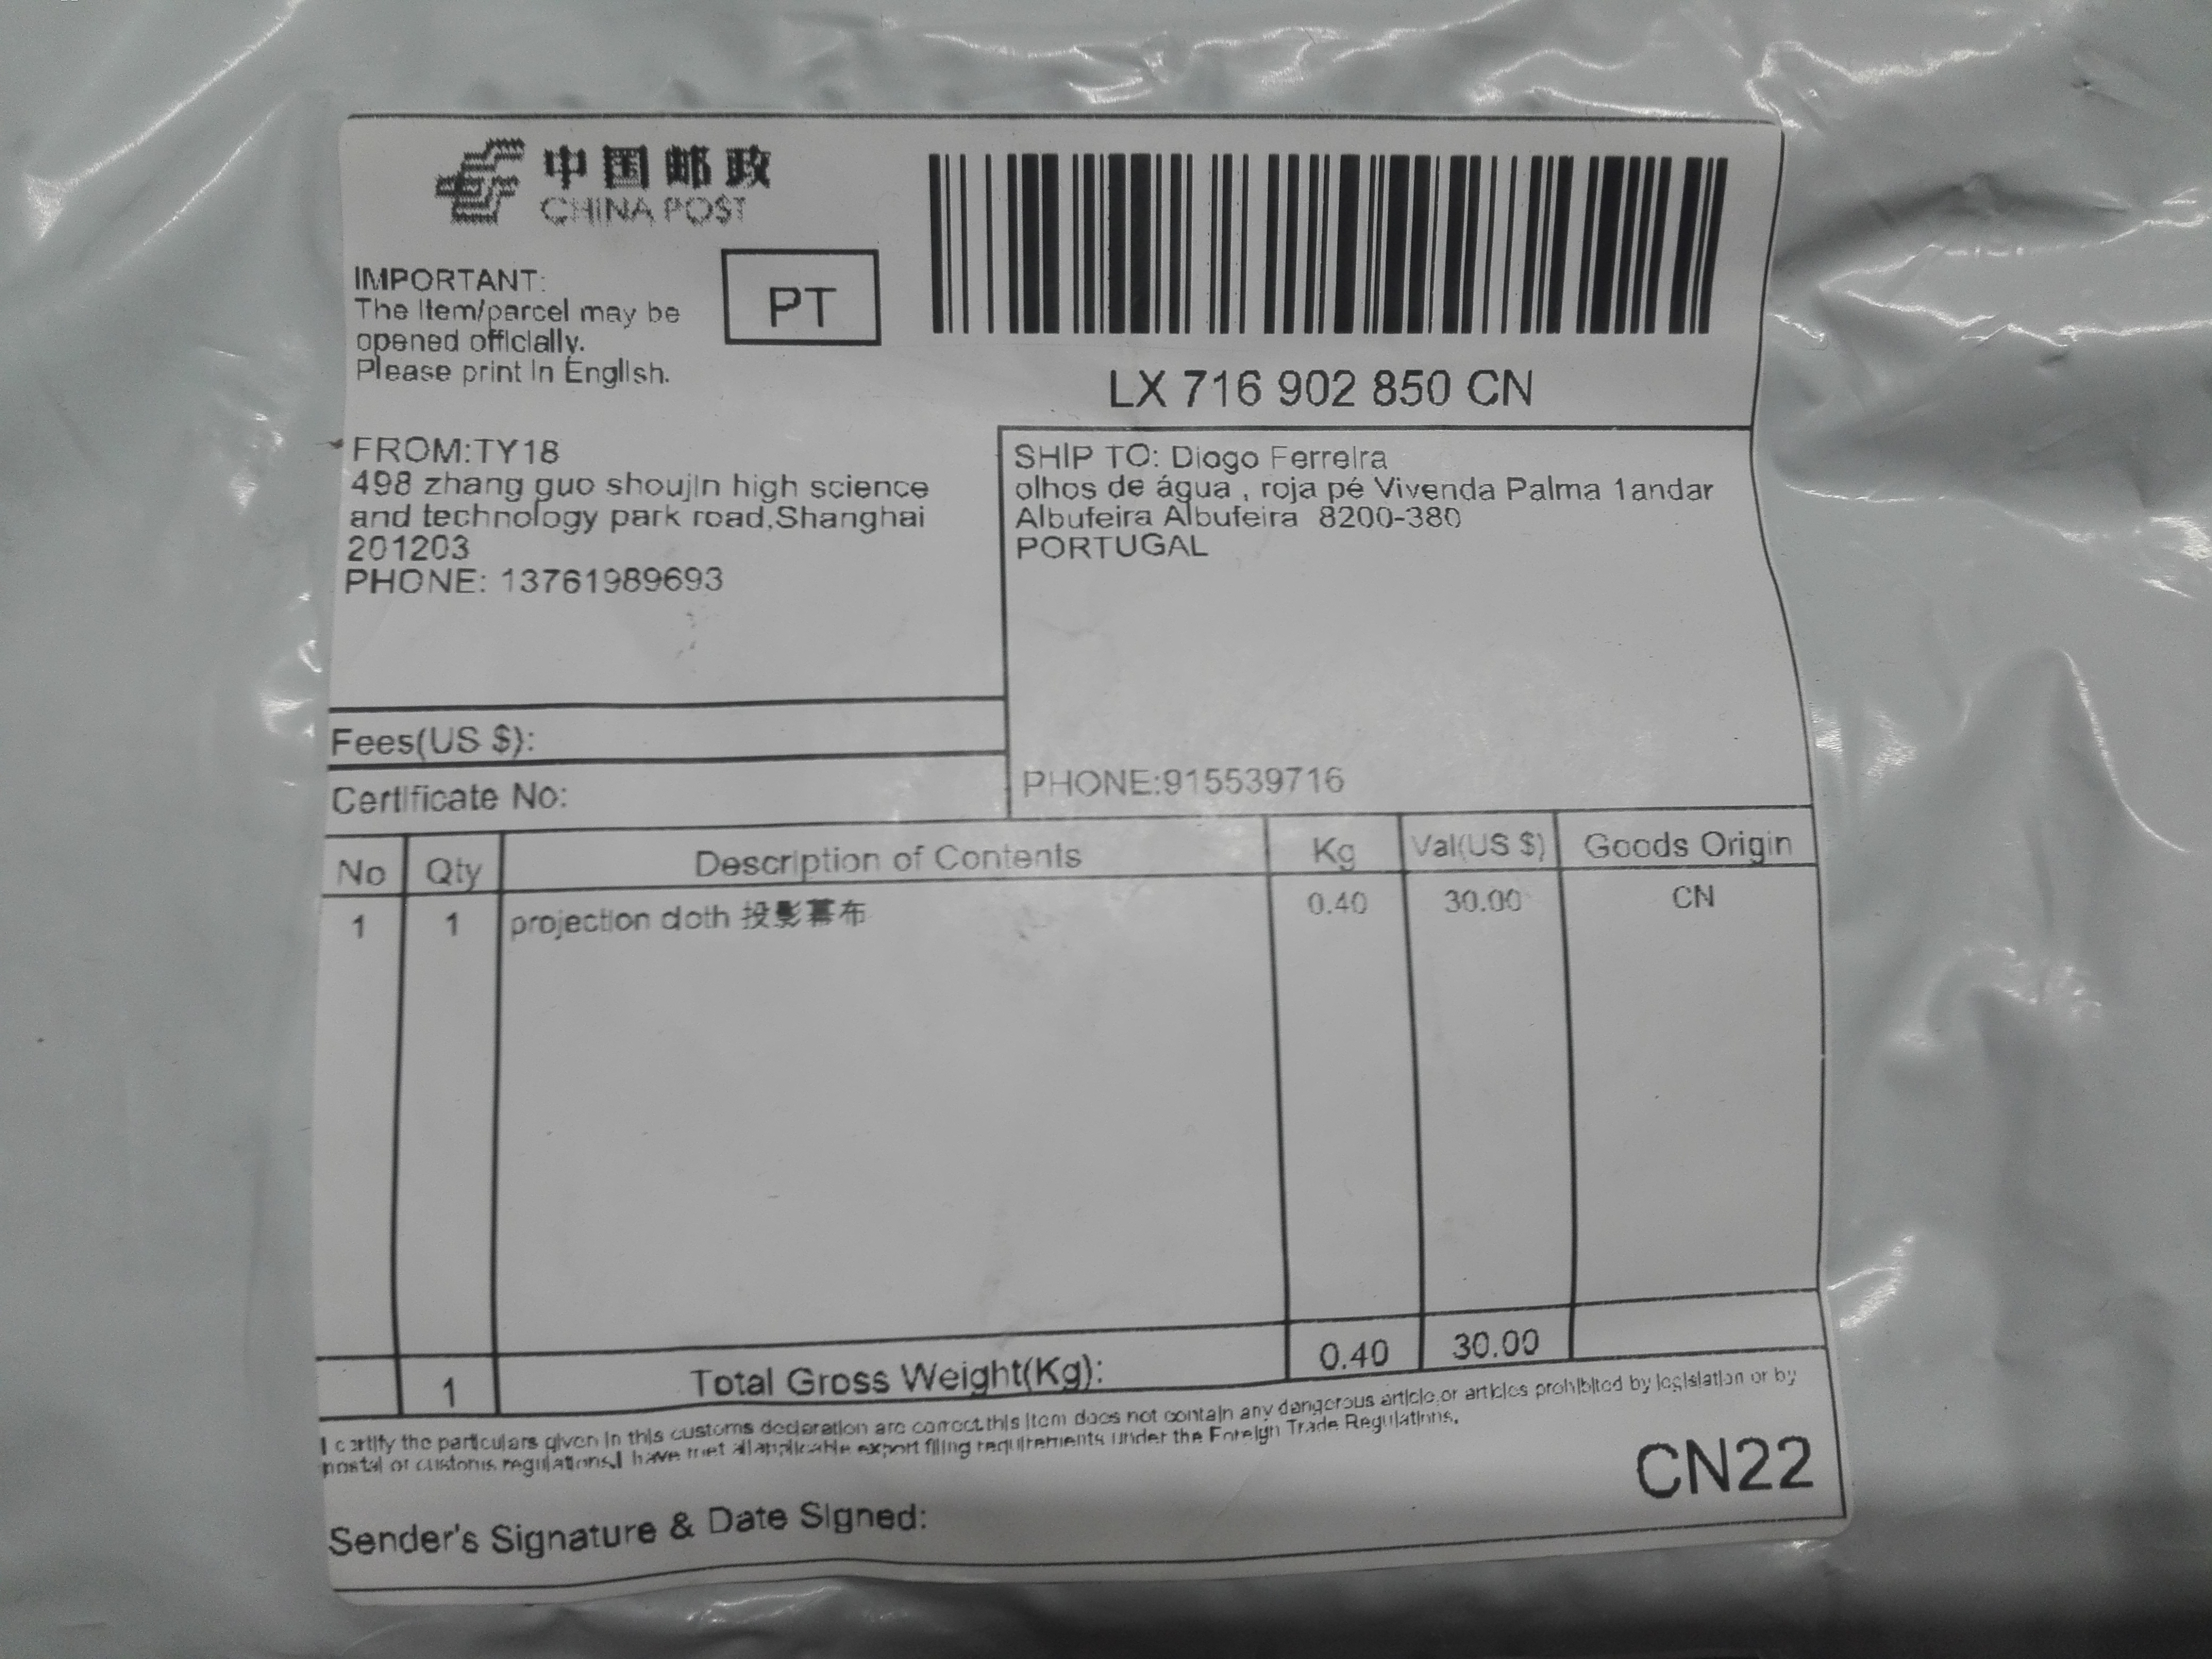 中国邮政
CHINA POST
IMPORTANT:
The Item/parcel may be
opened officially.
Please print in English.
PT
LX 716 902 850 CN
FROM:TY18
498 zhang guo shoujin high science
and technology park road,Shanghai
201203
PHONE: 13761989693
SHIP TO: Diogo Ferreira
olhos de água , roja pé Vivenda Palma 1andar
Albufeira Albufeira 8200-380
PORTUGAL
PHONE:915539716
Fees(US $):
Certificate No:
No Qty Description of Contents Kg Val(US $) Goods Origin
1 1 projection cloth 投影幕布 0.40 30.00 CN
1 Total Gross Weight(Kg): 0.40 30.00
I certify the particulars given in this customs declaration are correct.this item does not contain any dangerous article,or articles prohibited by legislation or by
postal or customs regulations.I have met all applicable export filing requirements under the Foreign Trade Regulations.
Sender's Signature & Date Signed:
CN22